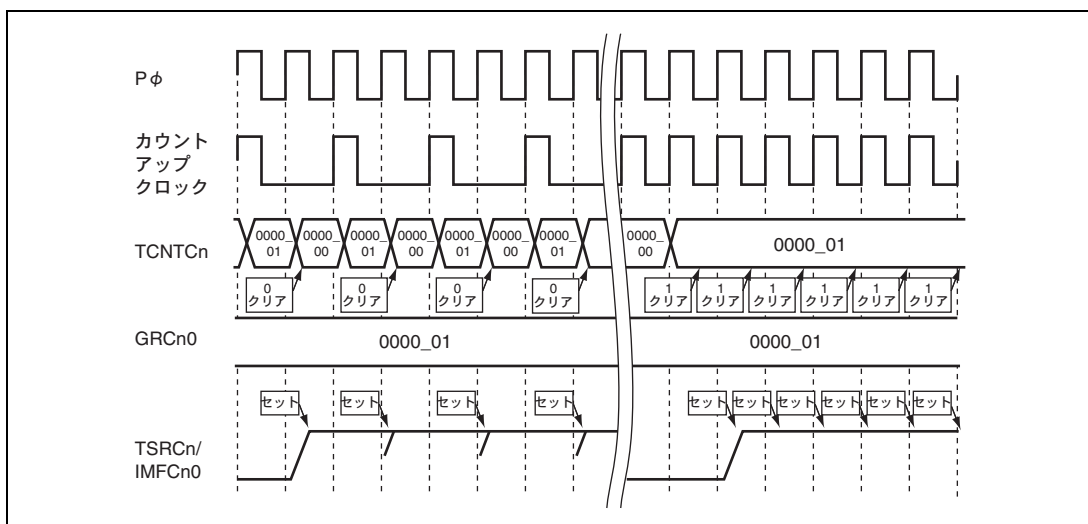 Pφ
カウント
アップ
クロック
TCNTCn
0000_
01
0000_
00
0000_
01
0000_
00
0000_
01
0000_
00
0000_
01
0000_
00
0000_01
0
クリア
0
クリア
0
クリア
0
クリア
1
クリア
1
クリア
1
クリア
1
クリア
1
クリア
1
クリア
GRCn0
0000_01
0000_01
セット
セット
セット
セット
セット
セット
セット
セット
セット
セット
TSRCn/
IMFCn0